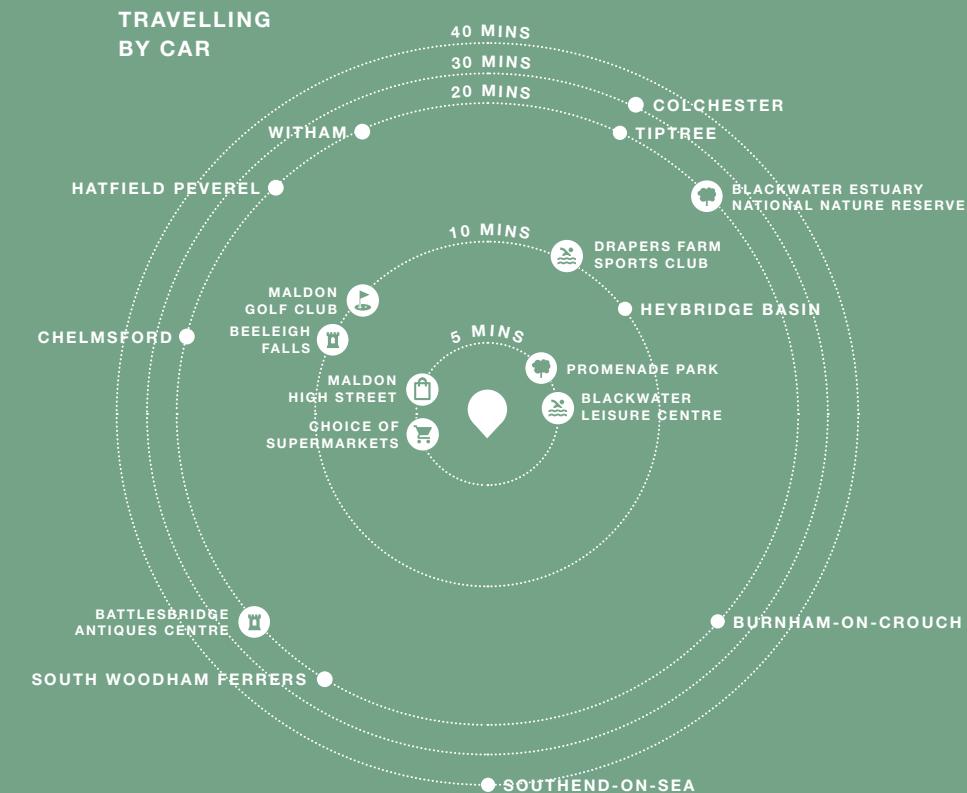 TRAVELLING
BY CAR
40 MINS
30 MINS
20 MINS
COLCHESTER
WITHAM
TIPTREE
HATFIELD PEVEREL
BLACKWATER ESTUARY
NATIONAL NATURE RESERVE
10 MINS
DRAPERS FARM
SPORTS CLUB
MALDON
GOLF CLUB
HEYBRIDGE BASIN
BEELEIGH
FALLS
CHELMSFORD
5 MINS
PROMENADE PARK
MALDON
HIGH STREET
BLACKWATER
LEISURE CENTRE
CHOICE OF
SUPERMARKETS
BATTLESBRIDGE
ANTIQUES CENTRE
BURNHAM-ON-CROUCH
SOUTH WOODHAM FERRERS
SOUTHEND-ON-SEA